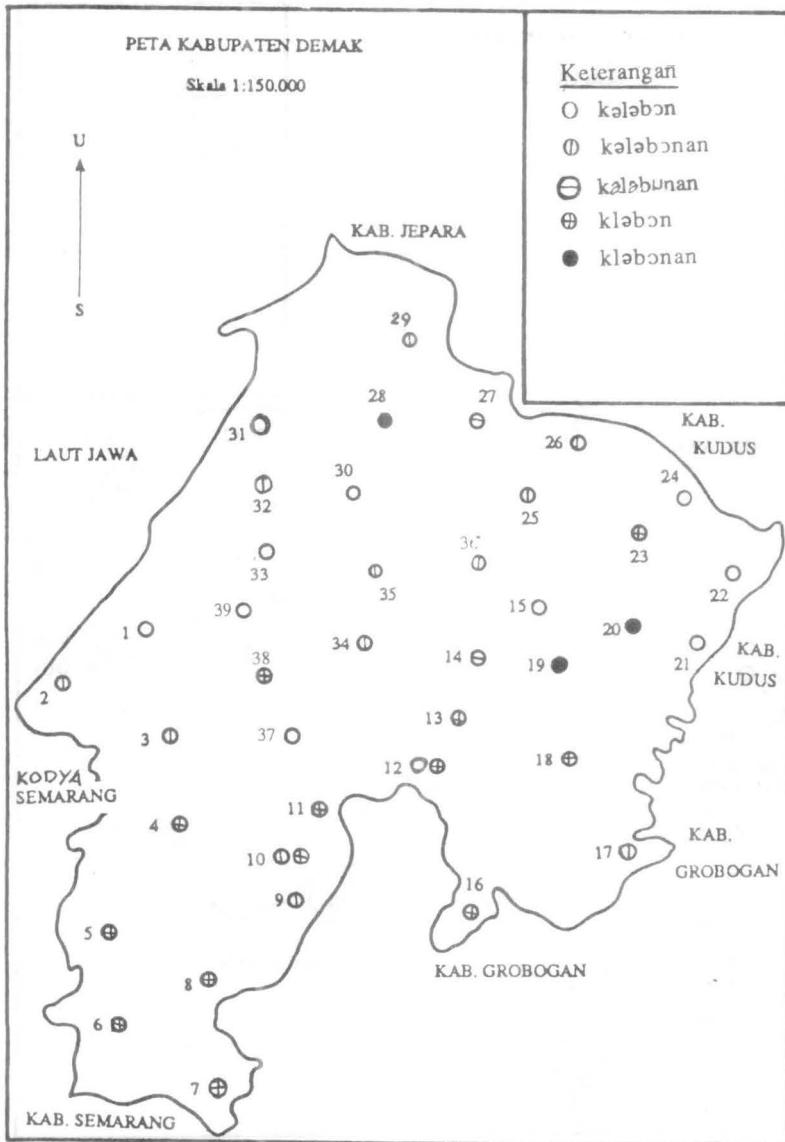 PETA KABUPATEN DEMAK
Skala 1:150.000
Keterangan
kələbɔn
kələbɔnan
kələbunan
kləbɔn
kləbɔnan
U
S
KAB. JEPARA
29
28
27
31
26
KAB.
KUDUS
LAUT JAWA
30
24
32
25
23
36
33
35
22
39
15
1
20
34
14
38
19
21
KAB.
KUDUS
2
13
3
37
18
12
KODYA
SEMARANG
11
4
17
KAB.
GROBOGAN
10
16
9
5
KAB. GROBOGAN
8
6
7
KAB. SEMARANG